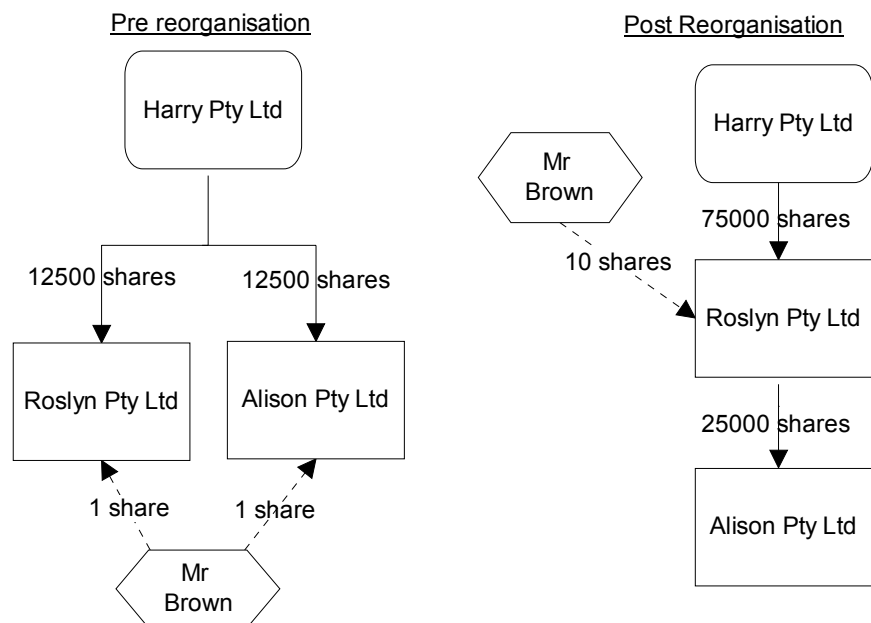 Pre reorganisation
Harry Pty Ltd
12500 shares
12500 shares
Roslyn Pty Ltd
Alison Pty Ltd
1 share
1 share
Mr
Brown
Post Reorganisation
Harry Pty Ltd
Mr
Brown
75000 shares
10 shares
Roslyn Pty Ltd
25000 shares
Alison Pty Ltd